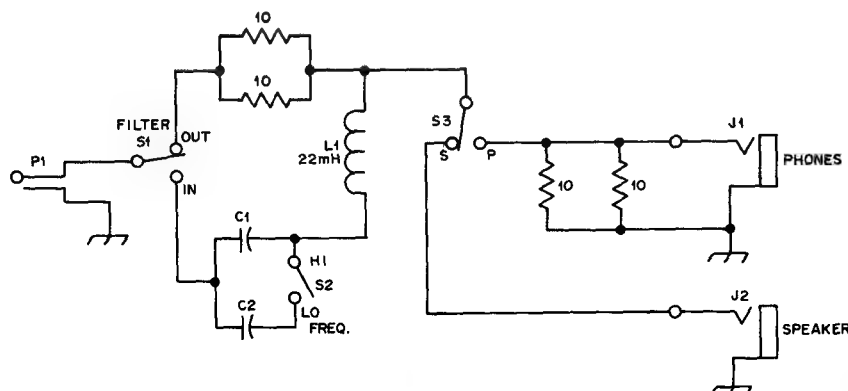 10
10
FILTER
S1
OUT
P1
IN
L1
22mH
S3
S
P
J1
PHONES
10
10
C1
HI
S2
C2
LO
FREQ.
J2
SPEAKER